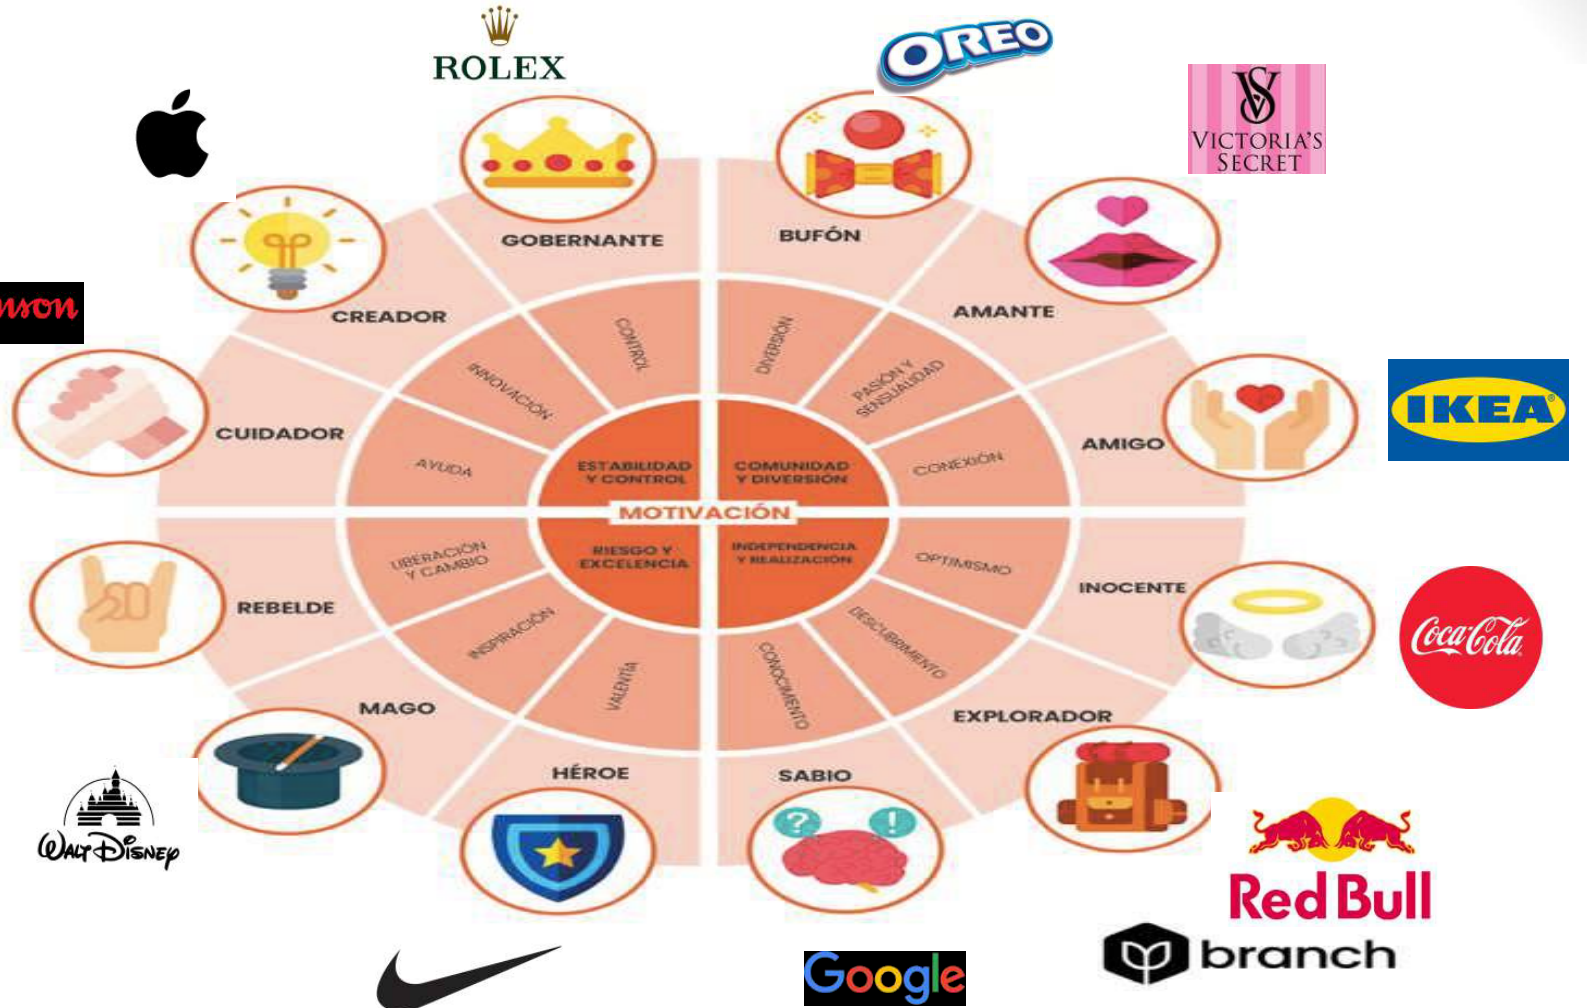 ROLEX
OREO
VICTORIA'S
SECRET
GOBERNANTE
BUFÓN
CREADOR
AMANTE
nson
CONTROL
DIVERSIÓN
INNOVACIÓN
PASIÓN Y
SENSUALIDAD
CUIDADOR
AMIGO
IKEA
AYUDA
CONEXIÓN
ESTABILIDAD
Y CONTROL
COMUNIDAD
Y DIVERSIÓN
MOTIVACIÓN
RIESGO Y
EXCELENCIA
INDEPENDENCIA
Y REALIZACIÓN
LIBERACIÓN
Y CAMBIO
OPTIMISMO
REBELDE
INOCENTE
Coca-Cola
INSPIRACIÓN
DESCUBRIMIENTO
VALENTÍA
CONOCIMIENTO
MAGO
EXPLORADOR
HÉROE
SABIO
WALT DISNEY
? !
Red Bull
branch
Google